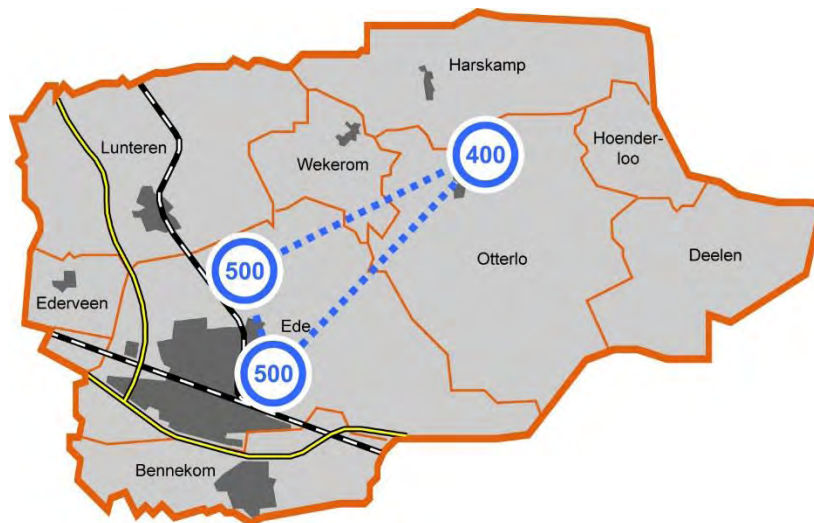 Harskamp
Hoender-
loo
Lunteren
Wekerom
400
Otterlo
Deelen
500
Ederveen
Ede
500
Bennekom